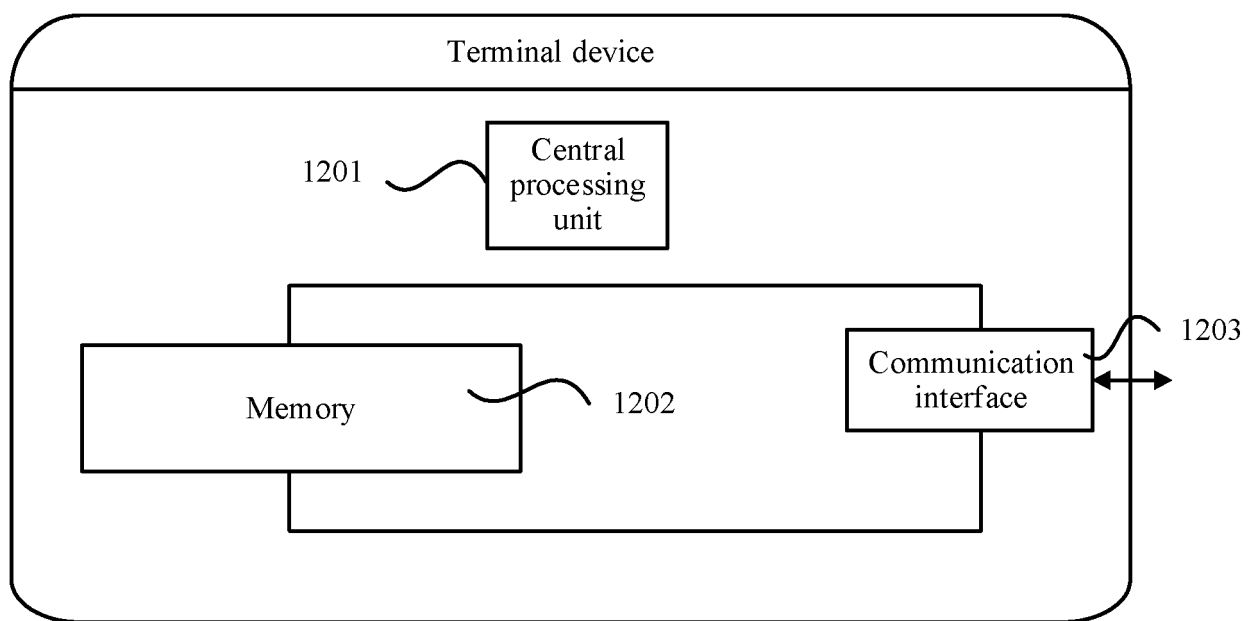 Terminal device
1201
Central
processing
unit
1203
Communication
interface
Memory
1202